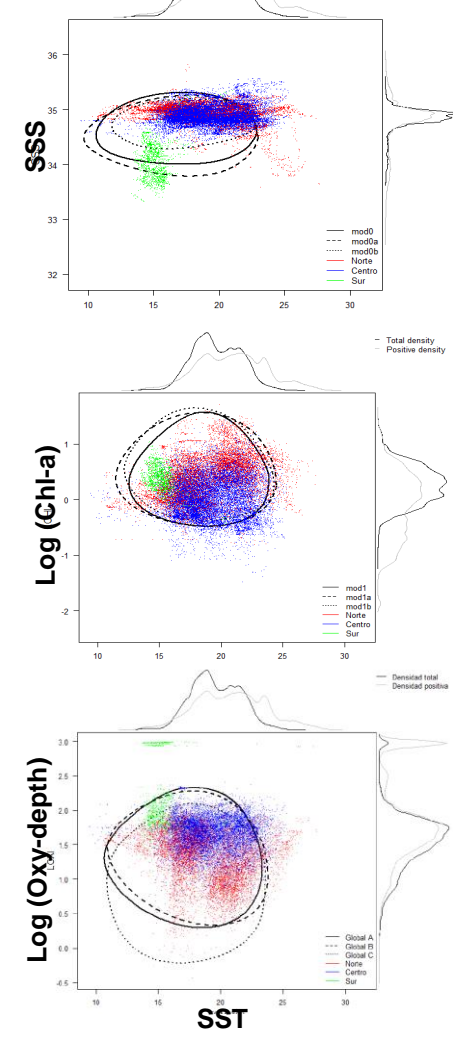 SSS
36
35
34
33
32
mod0
mod0a
mod0b
Norte
Centro
Sur
10 15 20 25 30
Total density
Positive density
Log (Chl-a)
1
0
-1
-2
mod1
mod1a
mod1b
Norte
Centro
Sur
10 15 20 25 30
Densidad total
Densidad positiva
Log (Oxy-depth)
3.0
2.5
2.0
1.5
1.0
0.5
0.0
-0.5
Global A
Global B
Global C
Norte
Centro
Sur
10 15 20 25 30
SST